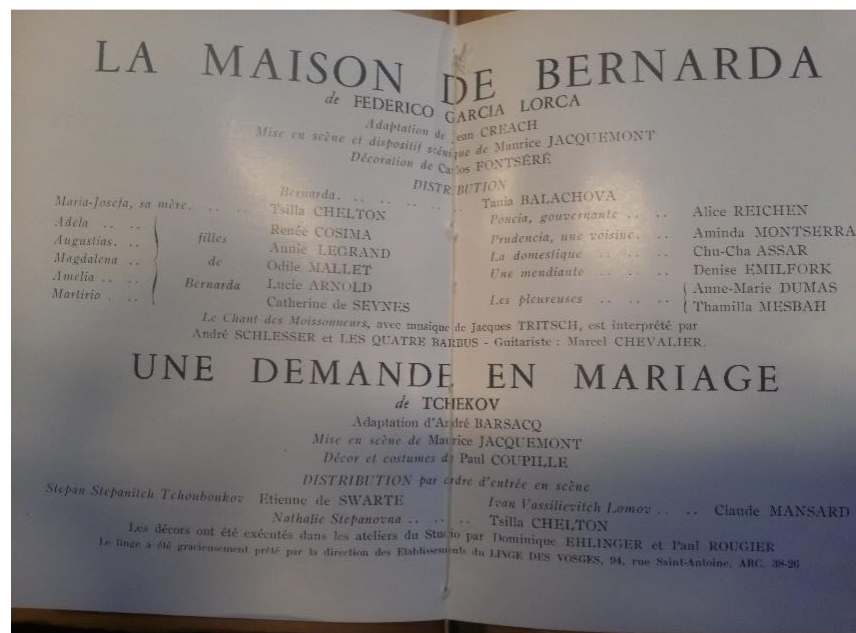 LA MAISON DE BERNARDA
de FEDERICO GARCIA LORCA
Adaptation de Jean CREACH
Mise en scène et dispositif scénique de Maurice JACQUEMONT
Décoration de Carlos FONTSÉRÉ
DISTRIBUTION
Bernarda. .. .. .. .. .. Tania BALACHOVA
Maria-Josefa, sa mère. .. .. .. Tsilla CHELTON
Adela .. .. Renée COSIMA
Augustias. .. filles Annie LEGRAND
Magdalena .. de Odile MALLET
Amelia .. .. Bernarda Lucie ARNOLD
Martirio . .. Catherine de SEYNES
Poncia, gouvernante .. .. Alice REICHEN
Prudencia, une voisine. .. Aminda MONTSERRA
La domestique .. .. .. Chu-Cha ASSAR
Une mendiante .. .. .. Denise EMILFORK
Les pleureuses .. .. .. Anne-Marie DUMAS
Thamilla MESBAH
Le Chant des Moissonneurs, avec musique de Jacques TRITSCH, est interprété par
André SCHLESSER et LES QUATRE BARBUS - Guitariste : Marcel CHEVALIER.
UNE DEMANDE EN MARIAGE
de TCHEKOV
Adaptation d'André BARSACQ
Mise en scène de Maurice JACQUEMONT
Décor et costumes de Paul COUPILLE
DISTRIBUTION par ordre d'entrée en scène
Stepan Stepanitch Tchouboukov Etienne de SWARTE
Ivan Vassilievitch Lomov .. .. Claude MANSARD
Nathalie Stepanovna .. .. .. Tsilla CHELTON
Les décors ont été exécutés dans les ateliers du Studio par Dominique EHLINGER et Paul ROUGIER
Le linge a été gracieusement prêté par la direction des Etablissements du LINGE DES VOSGES, 94, rue Saint-Antoine, ARC. 38-26